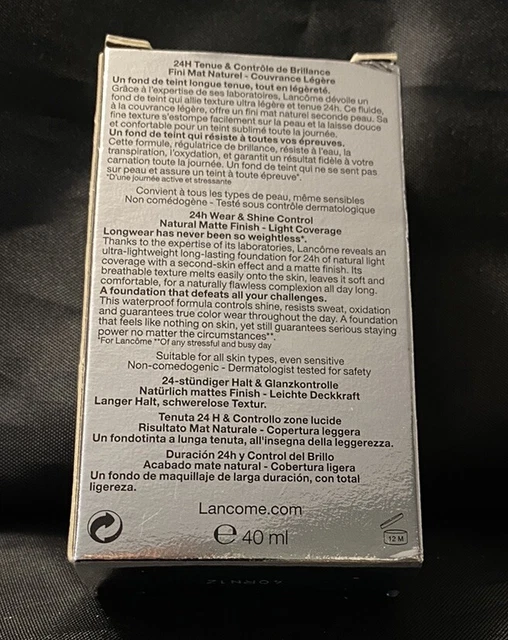 24H Tenue & Contrôle de Brillance
Fini Mat Naturel - Couvrance Légère
Un fond de teint longue tenue, tout en légèreté.
Grâce à l'expertise de ses laboratoires, Lancôme dévoile un
fond de teint qui allie texture ultra légère et tenue 24h. Ce fluide,
à la couvrance légère, offre un fini mat naturel seconde peau. Sa
fine texture s'estompe facilement sur la peau et la laisse douce
et confortable pour un teint sublimé toute la journée.
Un fond de teint qui résiste à toutes vos épreuves.
Cette formule, régulatrice de brillance, résiste à l'eau, la
transpiration, l'oxydation, et garantit un résultat fidèle à votre
carnation toute la journée. Un fond de teint qui ne se sent pas
sur peau et assure un teint à toute épreuve*.
*D'une journée active et stressante
Convient à tous les types de peau, même sensibles
Non comédogène - Testé sous contrôle dermatologique
24h Wear & Shine Control
Natural Matte Finish - Light Coverage
Longwear has never been so weightless*.
Thanks to the expertise of its laboratories, Lancôme reveals an
ultra-lightweight long-lasting foundation for 24h of natural light
coverage with a second-skin effect and a matte finish. Its
breathable texture melts easily onto the skin, leaves it soft and
comfortable, for a naturally flawless complexion all day long.
A foundation that defeats all your challenges.
This waterproof formula controls shine, resists sweat, oxidation
and guarantees true color wear throughout the day. A foundation
that feels like nothing on skin, yet still guarantees serious staying
power no matter the circumstances**.
*For Lancôme **Of any stressful and busy day
Suitable for all skin types, even sensitive
Non-comedogenic - Dermatologist tested for safety
24-stündiger Halt & Glanzkontrolle
Natürlich mattes Finish - Leichte Deckkraft
Langer Halt, schwerelose Textur.
Tenuta 24 H & Controllo zone lucide
Risultato Mat Naturale - Copertura leggera
Un fondotinta a lunga tenuta, all'insegna della leggerezza.
Duración 24h y Control del Brillo
Acabado mate natural - Cobertura ligera
Un fondo de maquillaje de larga duración, con total
ligereza.
Lancome.com
℮ 40 ml
12 M